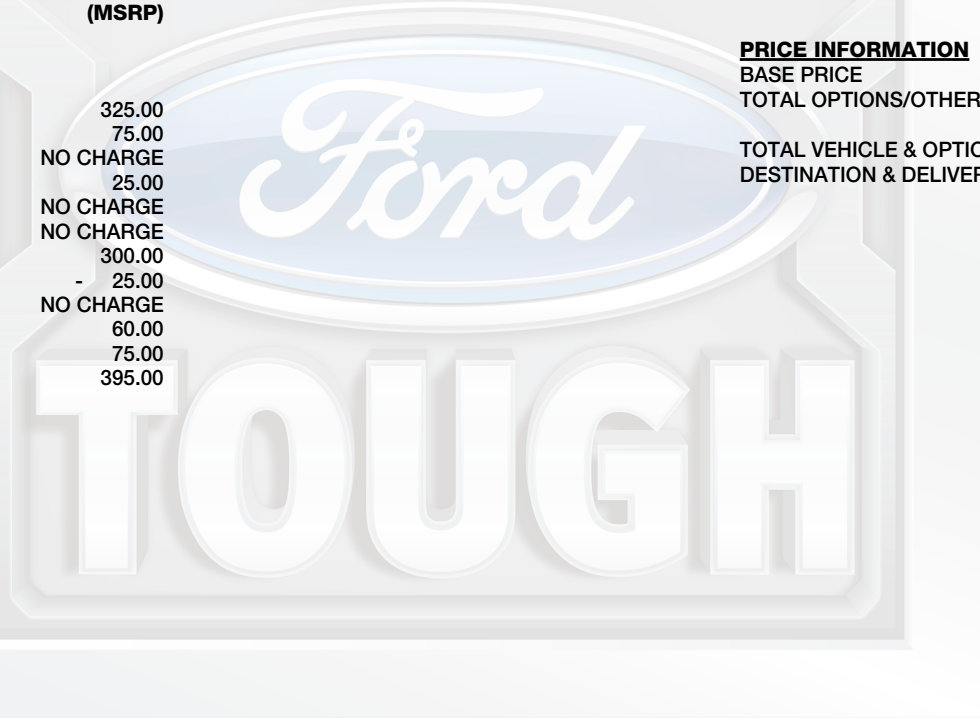 (MSRP)
325.00
75.00
NO CHARGE
25.00
NO CHARGE
NO CHARGE
300.00
- 25.00
NO CHARGE
60.00
75.00
395.00
PRICE INFORMATION
BASE PRICE
TOTAL OPTIONS/OTHER
TOTAL VEHICLE & OPTIO
DESTINATION & DELIVER
Ford
TOUGH